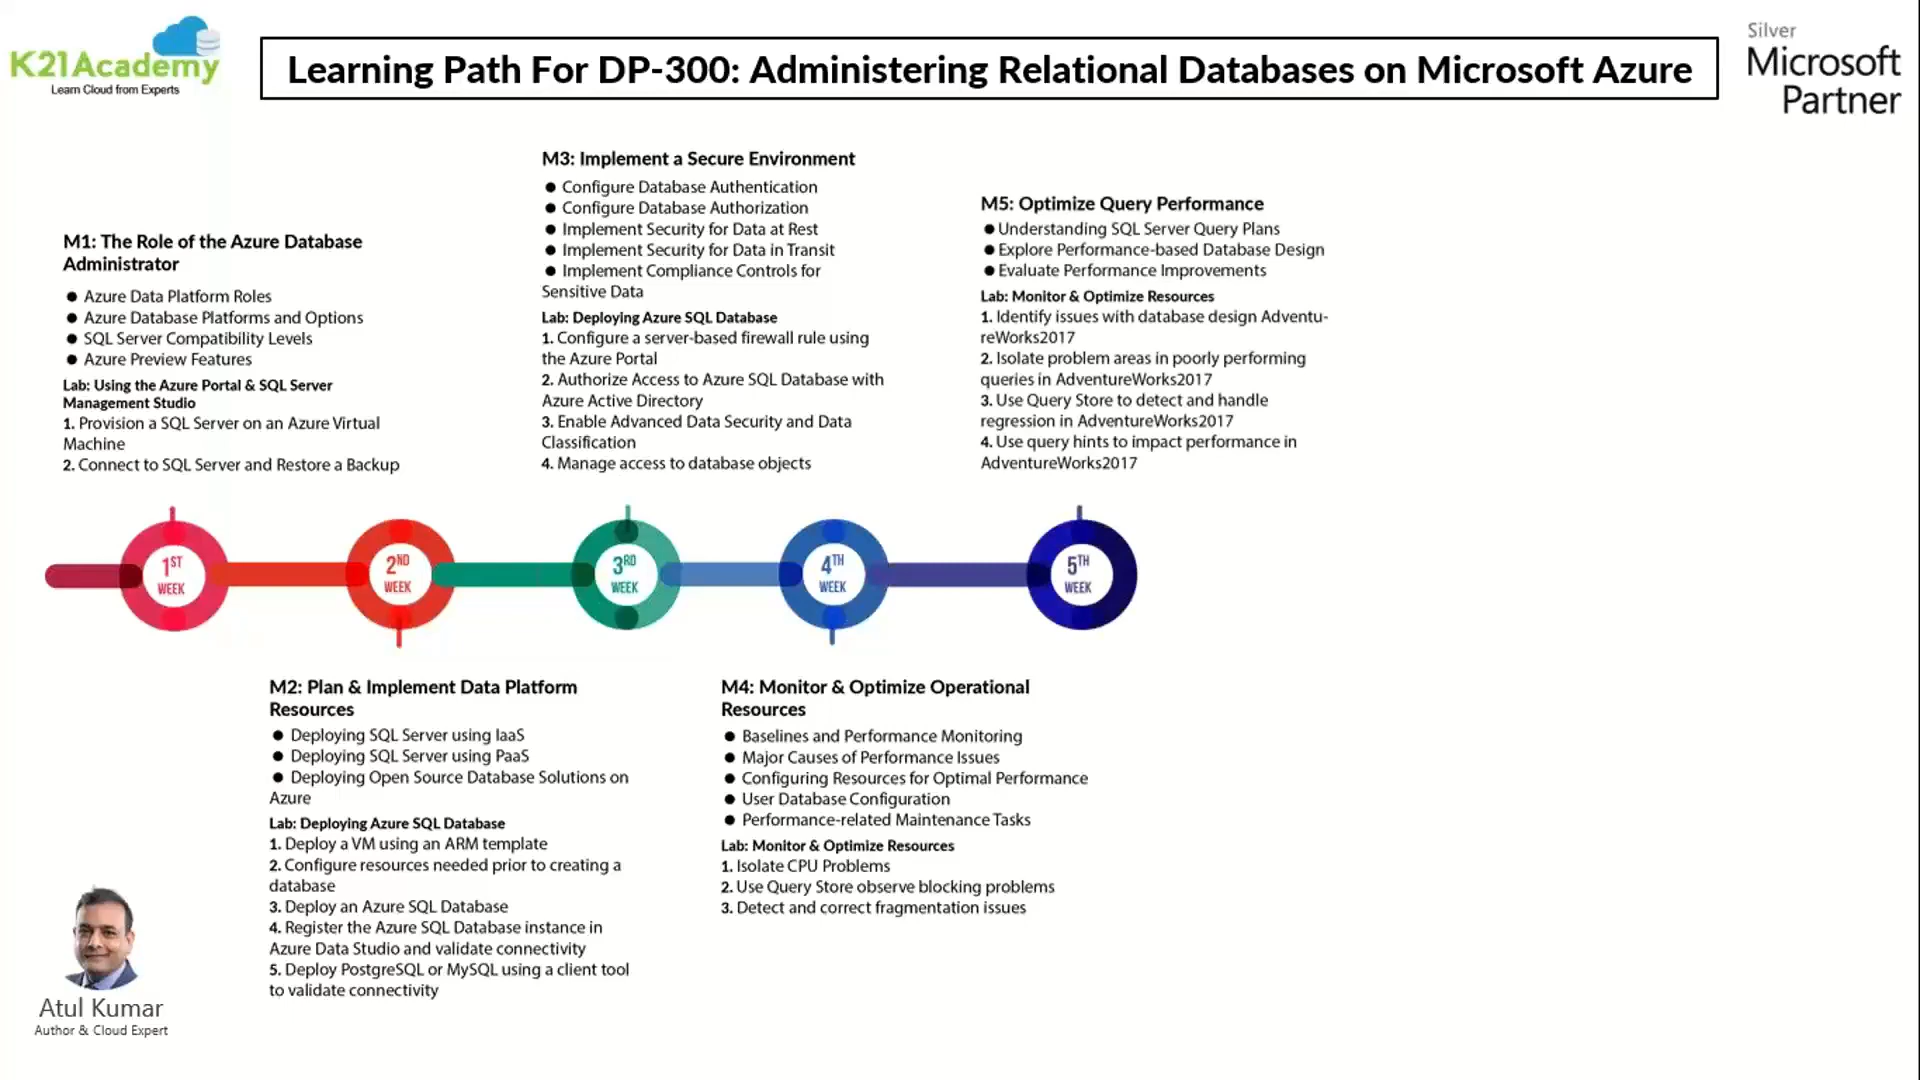 K21Academy
Learn Cloud from Experts
Learning Path For DP-300: Administering Relational Databases on Microsoft Azure
Silver
Microsoft
Partner
M1: The Role of the Azure Database
Administrator
● Azure Data Platform Roles
● Azure Database Platforms and Options
● SQL Server Compatibility Levels
● Azure Preview Features
Lab: Using the Azure Portal & SQL Server
Management Studio
1. Provision a SQL Server on an Azure Virtual
Machine
2. Connect to SQL Server and Restore a Backup
M3: Implement a Secure Environment
● Configure Database Authentication
● Configure Database Authorization
● Implement Security for Data at Rest
● Implement Security for Data in Transit
● Implement Compliance Controls for
Sensitive Data
Lab: Deploying Azure SQL Database
1. Configure a server-based firewall rule using
the Azure Portal
2. Authorize Access to Azure SQL Database with
Azure Active Directory
3. Enable Advanced Data Security and Data
Classification
4. Manage access to database objects
M5: Optimize Query Performance
● Understanding SQL Server Query Plans
● Explore Performance-based Database Design
● Evaluate Performance Improvements
Lab: Monitor & Optimize Resources
1. Identify issues with database design Adventu-
reWorks2017
2. Isolate problem areas in poorly performing
queries in AdventureWorks2017
3. Use Query Store to detect and handle
regression in AdventureWorks2017
4. Use query hints to impact performance in
AdventureWorks2017
1ST
WEEK
2ND
WEEK
3RD
WEEK
4TH
WEEK
5TH
WEEK
M2: Plan & Implement Data Platform
Resources
● Deploying SQL Server using IaaS
● Deploying SQL Server using PaaS
● Deploying Open Source Database Solutions on
Azure
Lab: Deploying Azure SQL Database
1. Deploy a VM using an ARM template
2. Configure resources needed prior to creating a
database
3. Deploy an Azure SQL Database
4. Register the Azure SQL Database instance in
Azure Data Studio and validate connectivity
5. Deploy PostgreSQL or MySQL using a client tool
to validate connectivity
M4: Monitor & Optimize Operational
Resources
● Baselines and Performance Monitoring
● Major Causes of Performance Issues
● Configuring Resources for Optimal Performance
● User Database Configuration
● Performance-related Maintenance Tasks
Lab: Monitor & Optimize Resources
1. Isolate CPU Problems
2. Use Query Store observe blocking problems
3. Detect and correct fragmentation issues
Atul Kumar
Author & Cloud Expert